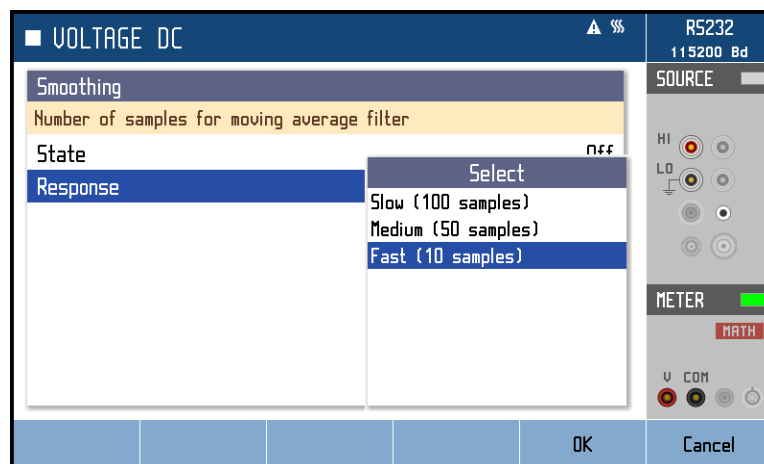 VOLTAGE DC
RS232
115200 Bd
Smoothing
Number of samples for moving average filter
State
Off
Response
Select
Slow (100 samples)
Medium (50 samples)
Fast (10 samples)
SOURCE
HI
LO
METER
MATH
V COM
OK
Cancel